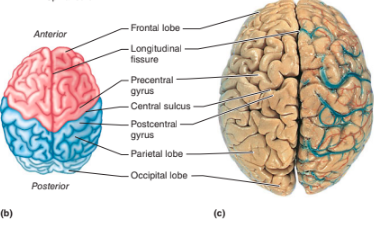 Anterior
Frontal lobe
Longitudinal
fissure
Precentral
gyrus
Central sulcus
Postcentral
gyrus
Parietal lobe
Occipital lobe
Posterior
(b)
(c)